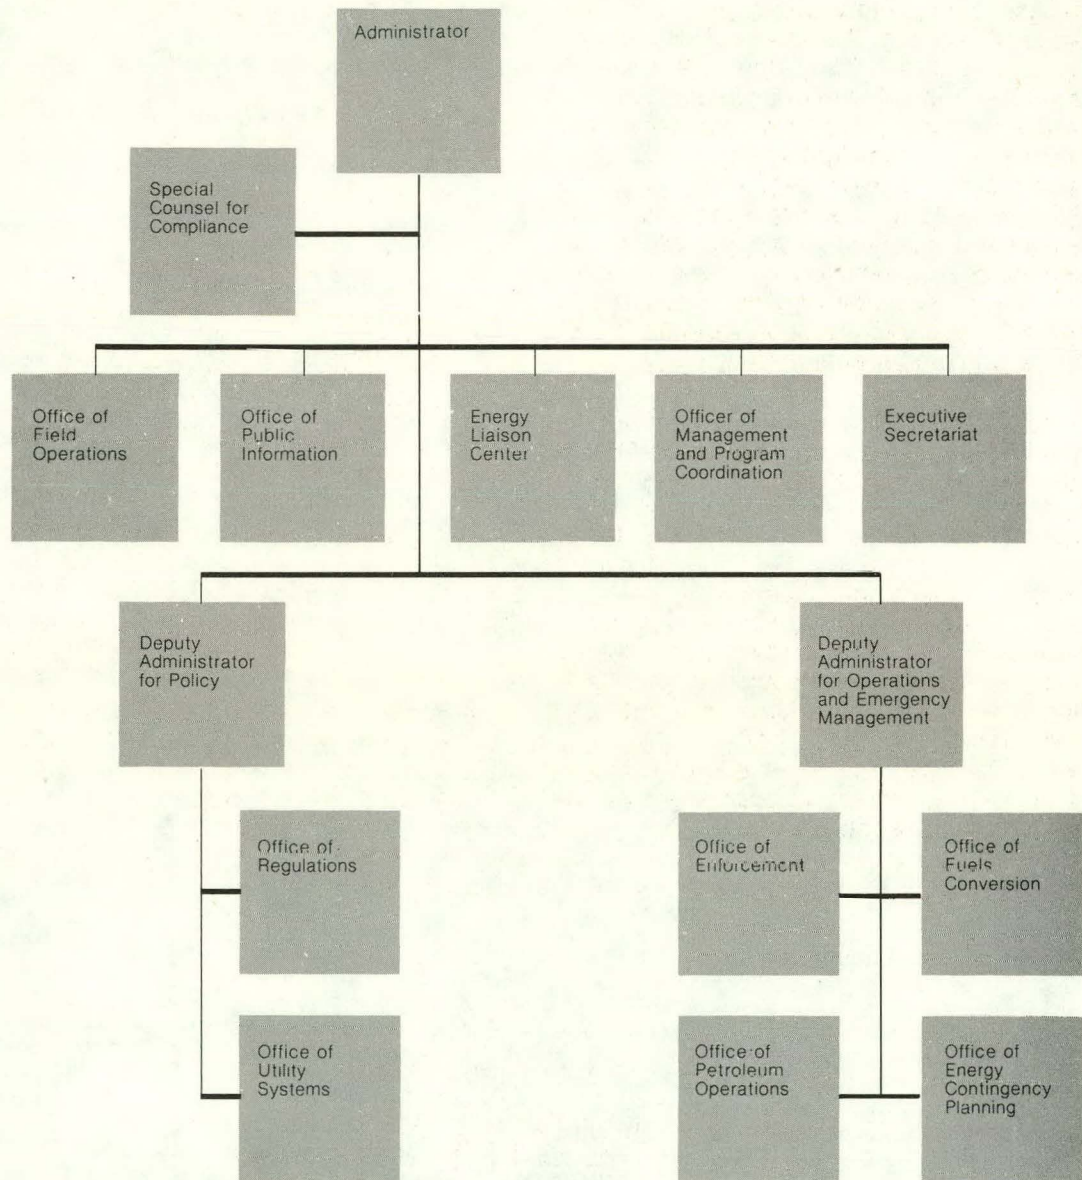 Administrator
Special
Counsel for
Compliance
Office of
Field
Operations
Office of
Public
Information
Energy
Liaison
Center
Officer of
Management
and Program
Coordination
Executive
Secretariat
Deputy
Administrator
for Policy
Deputy
Administrator
for Operations
and Emergency
Management
Office of
Regulations
Office of
Enforcement
Office of
Fuels
Conversion
Office of
Utility
Systems
Office of
Petroleum
Operations
Office of
Energy
Contingency
Planning